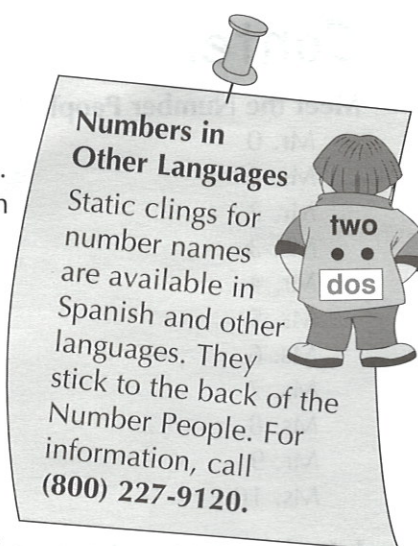 Numbers in
Other Languages
Static clings for
number names
are available in
Spanish and other
languages. They
stick to the back of the
Number People. For
information, call
(800) 227-9120.
two
dos